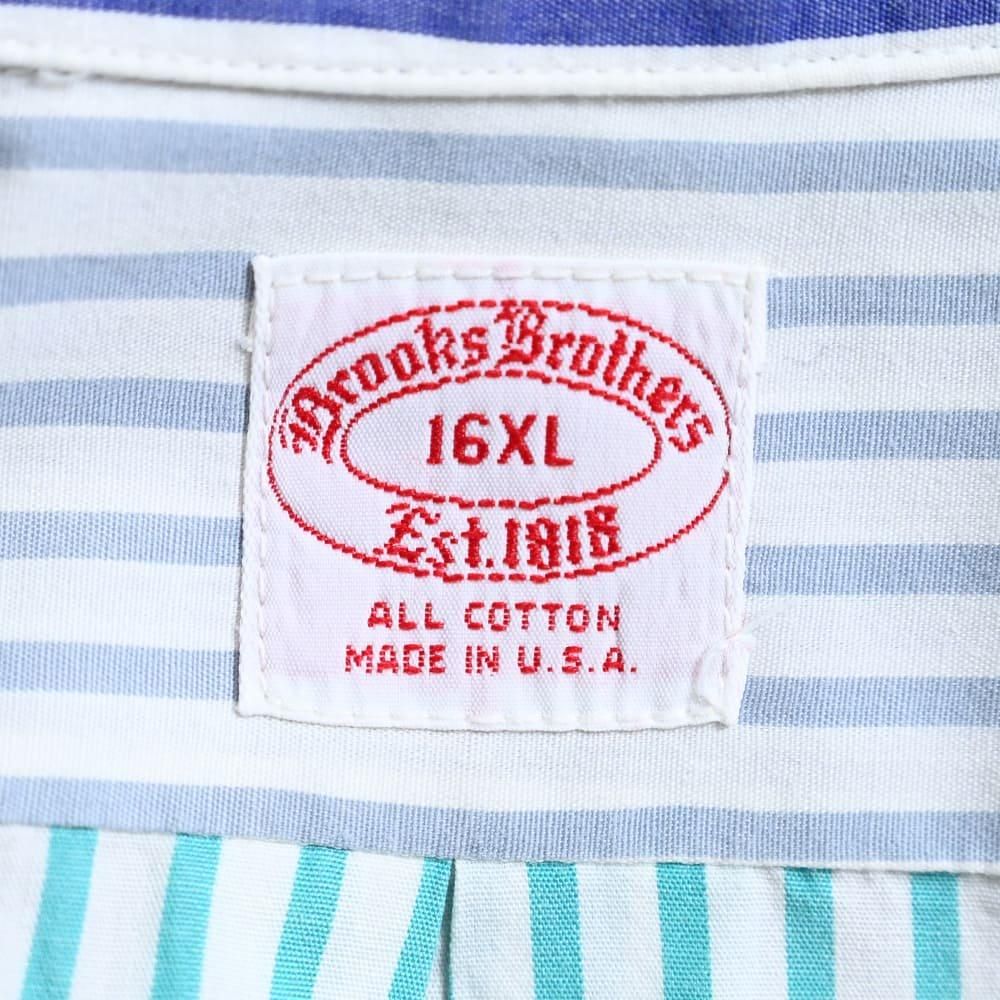 Brooks Brothers
16XL
Est. 1818
ALL COTTON
MADE IN U.S.A.